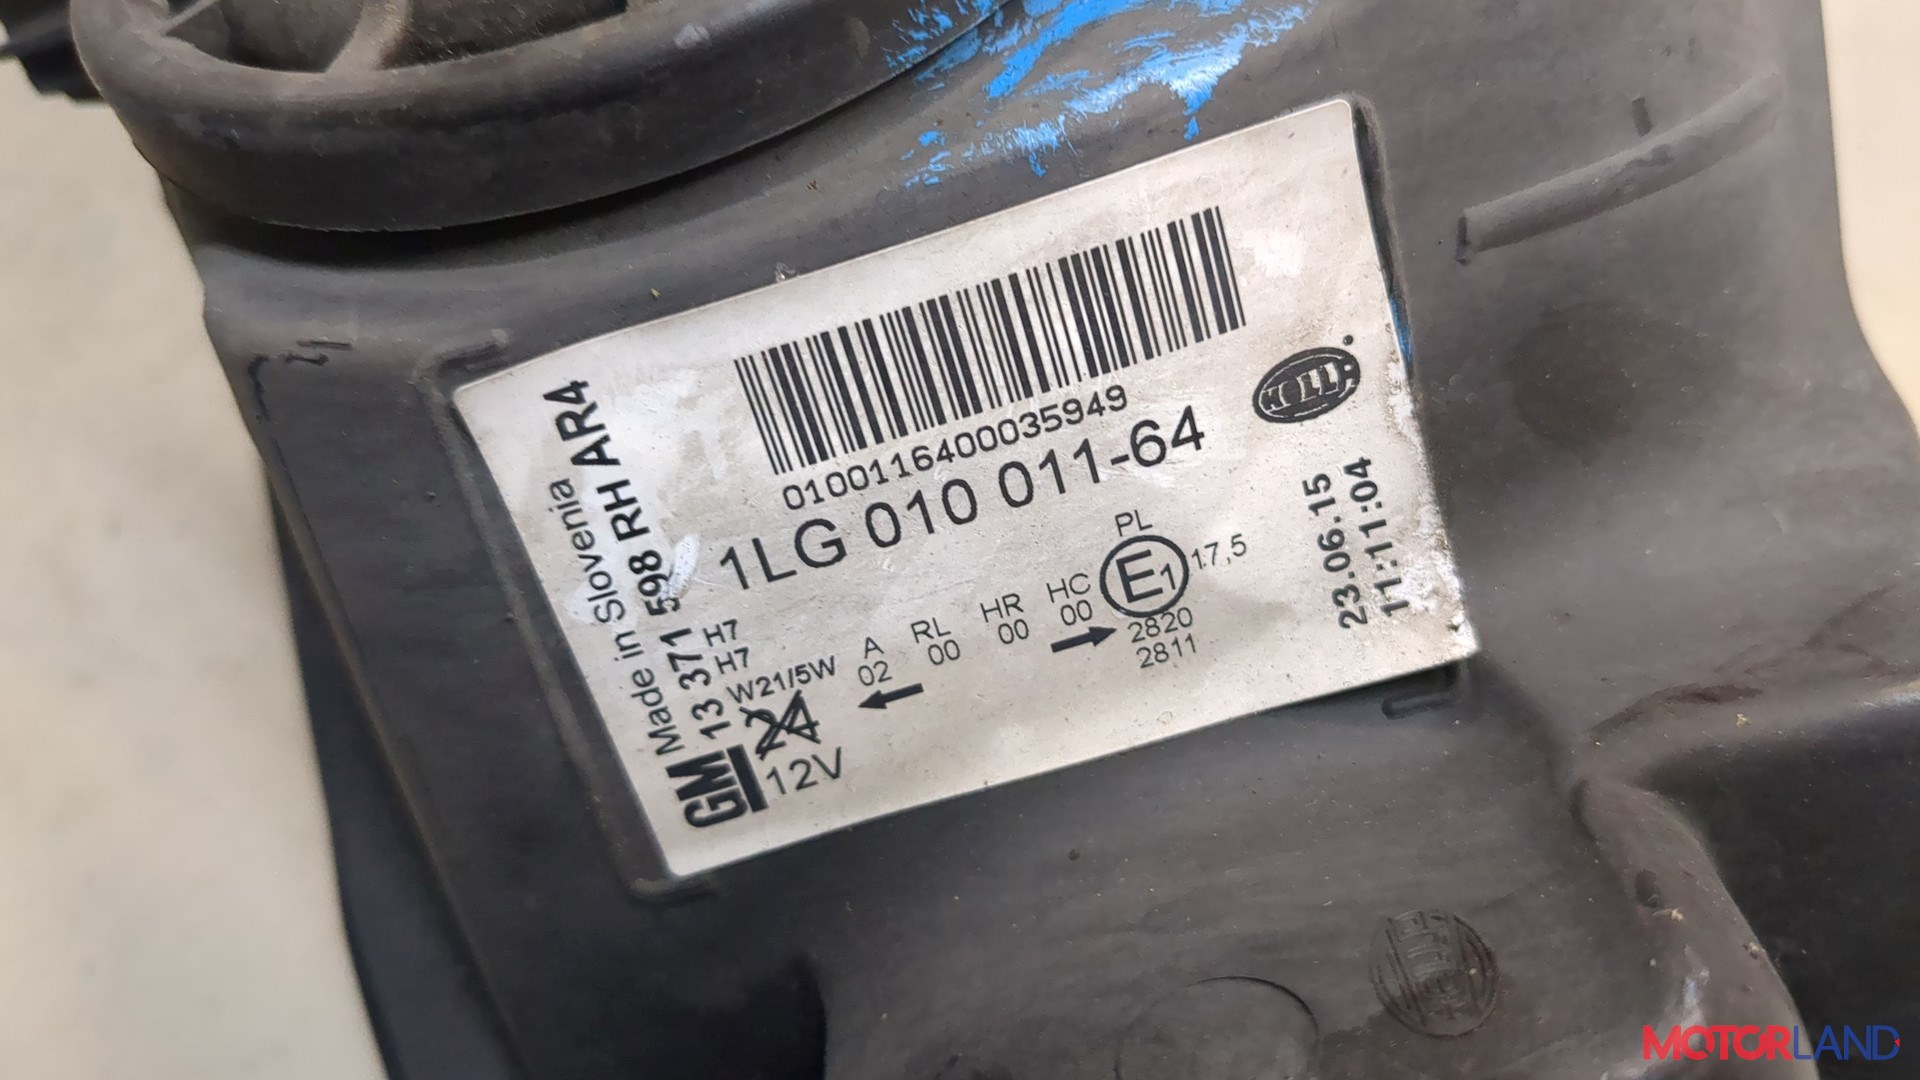 0100116400035949
1LG 010 011-64
HELLA
Made in Slovenia
GM 13 371 598 RH AR4
H7
H7
W21/5W
24
12V
A
02
RL
00
HR
00
HC
00
PL
E1
17,5
2820
2811
23.06.15
11:11:04
MOTORLAND